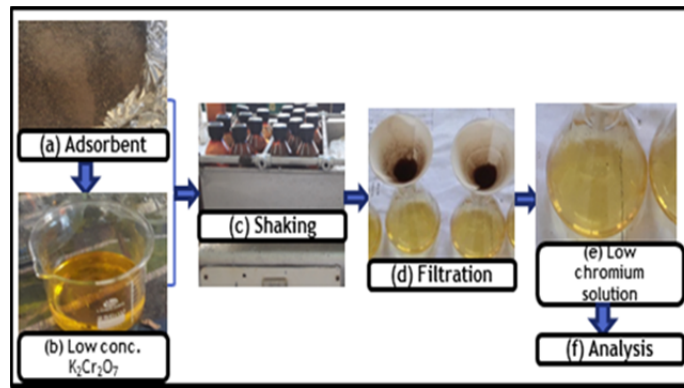 (a) Adsorbent
(b) Low conc.
K₂Cr₂O₇
(c) Shaking
(d) Filtration
(e) Low
chromium
solution
(f) Analysis